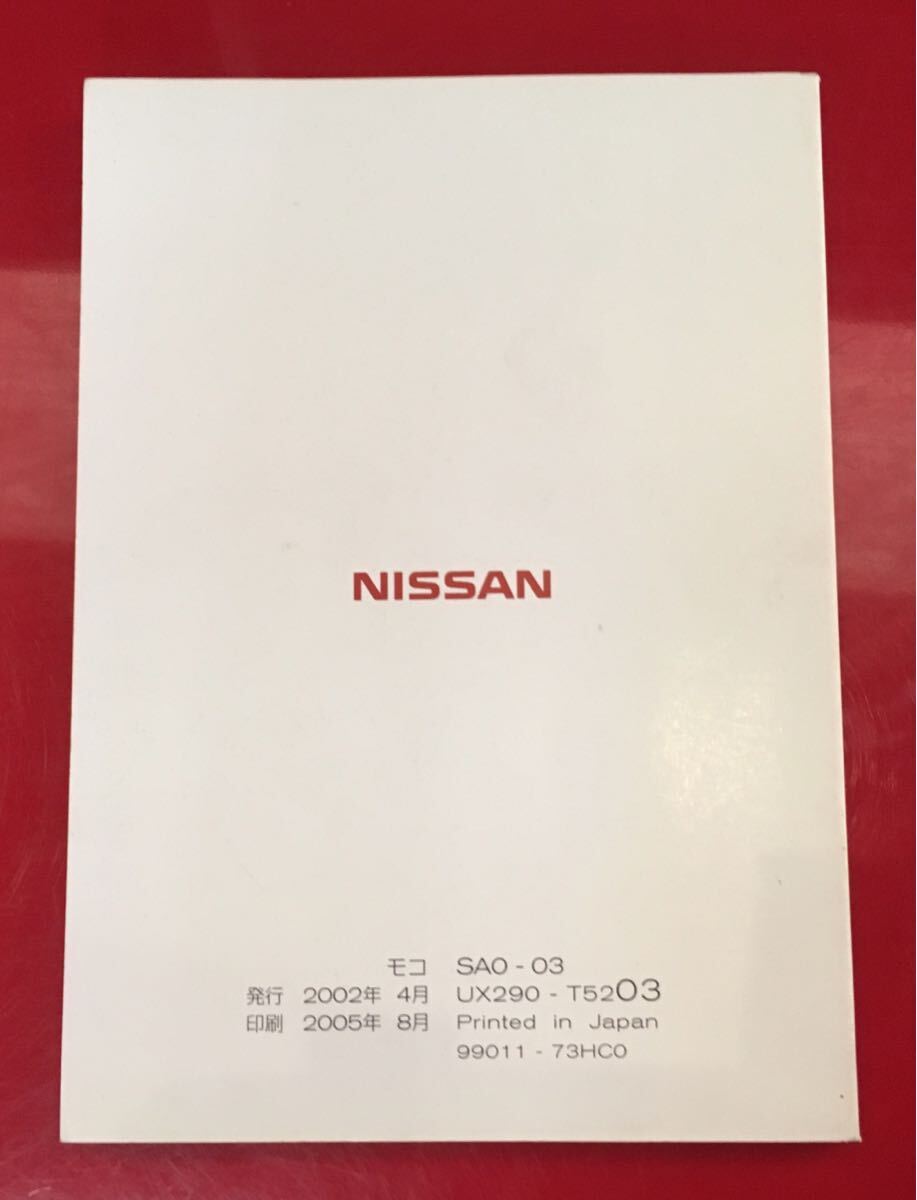 NISSAN
モコ SA0 - 03
発行 2002年 4月 UX290 - T5203
印刷 2005年 8月 Printed in Japan
99011 - 73HC0